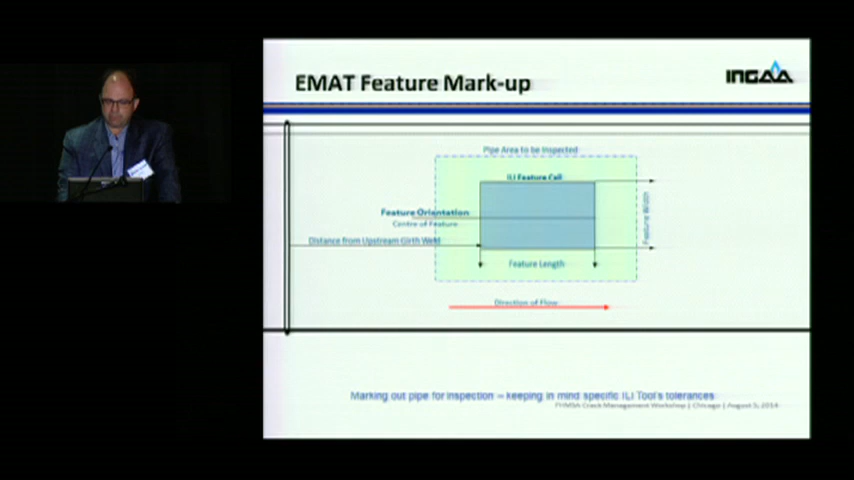 EMAT Feature Mark-up
INGAA
Pipe Area to be Inspected
ILI Feature Call
Feature Width
Feature Orientation
Centre of Feature
Distance from Upstream Girth Weld
Feature Length
Direction of Flow
Marking out pipe for inspection – keeping in mind specific ILI Tool's tolerances
PHMSA Crack Management Workshop | Chicago | August 5, 2014